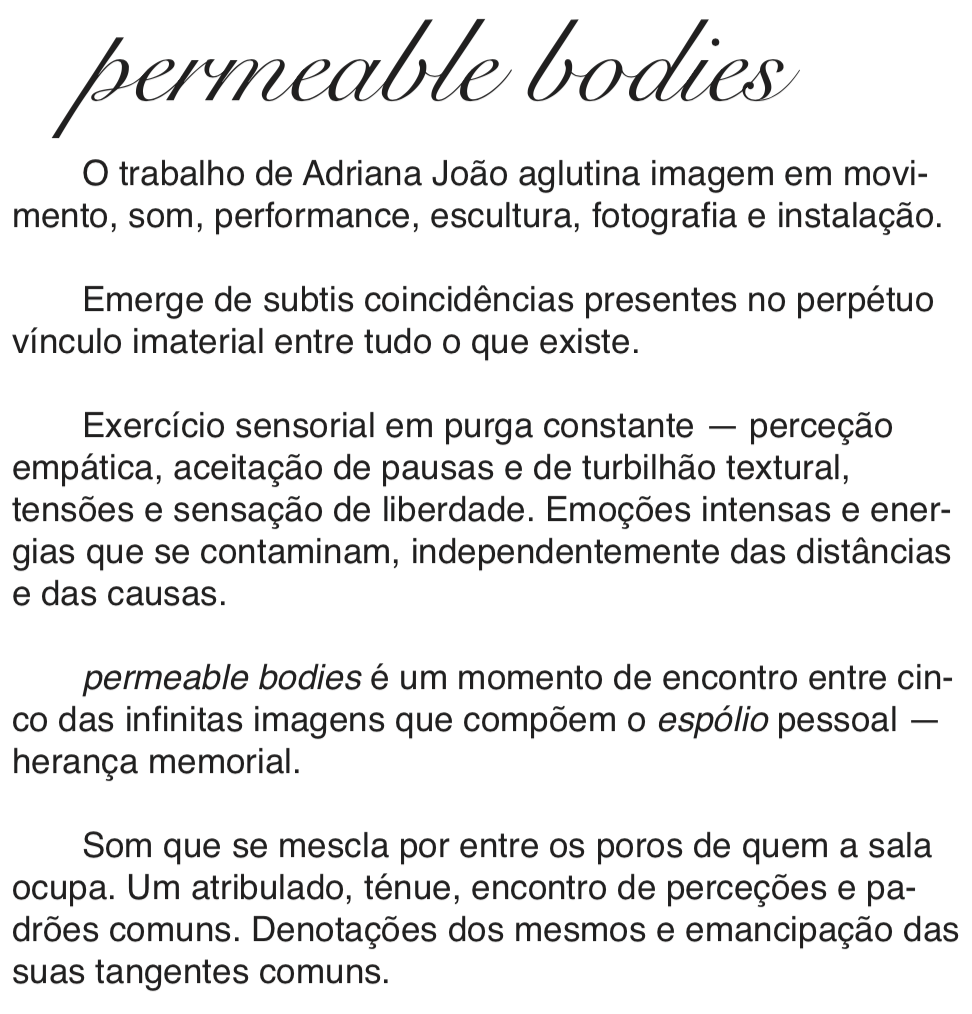 permeable bodies
O trabalho de Adriana João aglutina imagem em movi-
mento, som, performance, escultura, fotografia e instalação.
Emerge de subtis coincidências presentes no perpétuo
vínculo imaterial entre tudo o que existe.
Exercício sensorial em purga constante — perceção
empática, aceitação de pausas e de turbilhão textural,
tensões e sensação de liberdade. Emoções intensas e ener-
gias que se contaminam, independentemente das distâncias
e das causas.
permeable bodies é um momento de encontro entre cin-
co das infinitas imagens que compõem o espólio pessoal —
herança memorial.
Som que se mescla por entre os poros de quem a sala
ocupa. Um atribulado, ténue, encontro de perceções e pa-
drões comuns. Denotações dos mesmos e emancipação das
suas tangentes comuns.